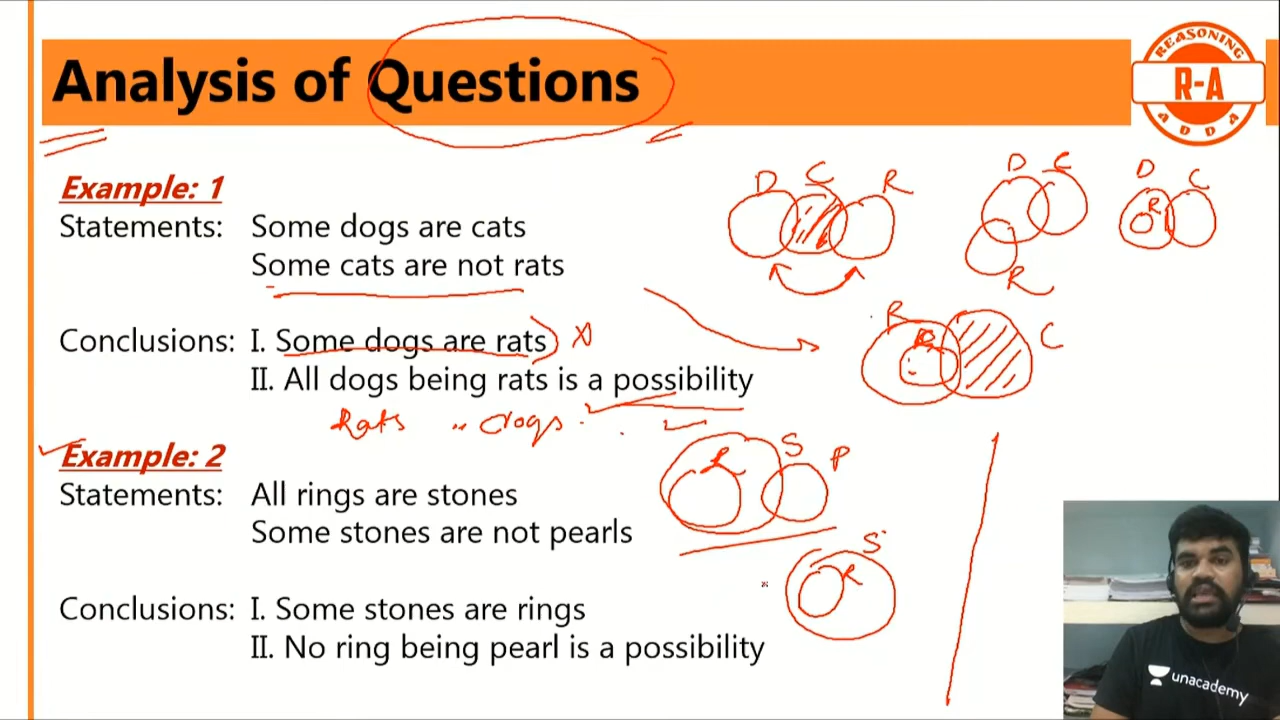 Analysis of Questions
REASONING
R-A
ADDA
Example: 1
Statements: Some dogs are cats
Some cats are not rats
Conclusions: I. Some dogs are rats
II. All dogs being rats is a possibility
Rats .. dogs
D C R
D C
R
D C
R
R D C
Example: 2
Statements: All rings are stones
Some stones are not pearls
Conclusions: I. Some stones are rings
II. No ring being pearl is a possibility
R S P
S
R
unacademy